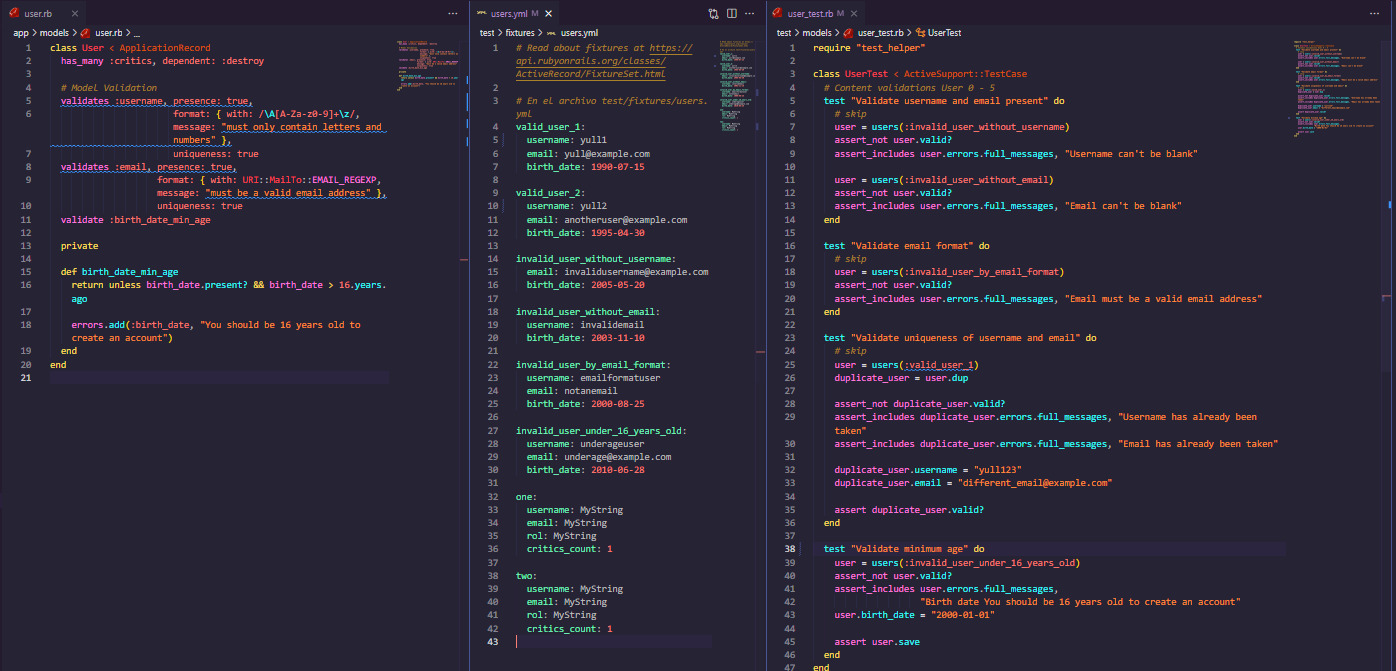 user.rb
app > models > user.rb > ...
1 class User < ApplicationRecord
2 has_many :critics, dependent: :destroy
3
4 # Model Validation
5 validates :username, presence: true,
6 format: { with: /\A[A-Za-z0-9]+\z/,
message: "must only contain letters and
numbers" },
7 uniqueness: true
8 validates :email, presence: true,
9 format: { with: URI::MailTo::EMAIL_REGEXP,
message: "must be a valid email address" },
10 uniqueness: true
11 validate :birth_date_min_age
12
13 private
14
15 def birth_date_min_age
16 return unless birth_date.present? && birth_date > 16.years.
ago
17
18 errors.add(:birth_date, "You should be 16 years old to
create an account")
19 end
20 end
21
users.yml M
test > fixtures > users.yml
1 # Read about fixtures at https://
api.rubyonrails.org/classes/
ActiveRecord/FixtureSet.html
2
3 # En el archivo test/fixtures/users.
yml
4 valid_user_1:
5 username: yull1
6 email: yull@example.com
7 birth_date: 1990-07-15
8
9 valid_user_2:
10 username: yull2
11 email: anotheruser@example.com
12 birth_date: 1995-04-30
13
14 invalid_user_without_username:
15 email: invalidusername@example.com
16 birth_date: 2005-05-20
17
18 invalid_user_without_email:
19 username: invalidemail
20 birth_date: 2003-11-10
21
22 invalid_user_by_email_format:
23 username: emailformatuser
24 email: notanemail
25 birth_date: 2000-08-25
26
27 invalid_user_under_16_years_old:
28 username: underageuser
29 email: underage@example.com
30 birth_date: 2010-06-28
31
32 one:
33 username: MyString
34 email: MyString
35 rol: MyString
36 critics_count: 1
37
38 two:
39 username: MyString
40 email: MyString
41 rol: MyString
42 critics_count: 1
43
user_test.rb M
test > models > user_test.rb > UserTest
1 require "test_helper"
2
3 class UserTest < ActiveSupport::TestCase
4 # Content validations User 0 - 5
5 test "Validate username and email present" do
6 # skip
7 user = users(:invalid_user_without_username)
8 assert_not user.valid?
9 assert_includes user.errors.full_messages, "Username can't be blank"
10
11 user = users(:invalid_user_without_email)
12 assert_not user.valid?
13 assert_includes user.errors.full_messages, "Email can't be blank"
14 end
15
16 test "Validate email format" do
17 # skip
18 user = users(:invalid_user_by_email_format)
19 assert_not user.valid?
20 assert_includes user.errors.full_messages, "Email must be a valid email address"
21 end
22
23 test "Validate uniqueness of username and email" do
24 # skip
25 user = users(:valid_user_1)
26 duplicate_user = user.dup
27
28 assert_not duplicate_user.valid?
29 assert_includes duplicate_user.errors.full_messages, "Username has already been
taken"
30 assert_includes duplicate_user.errors.full_messages, "Email has already been taken"
31
32 duplicate_user.username = "yull123"
33 duplicate_user.email = "different_email@example.com"
34
35 assert duplicate_user.valid?
36 end
37
38 test "Validate minimum age" do
39 user = users(:invalid_user_under_16_years_old)
40 assert_not user.valid?
41 assert_includes user.errors.full_messages,
42 "Birth date You should be 16 years old to create an account"
43 user.birth_date = "2000-01-01"
44
45 assert user.save
46 end
47 end